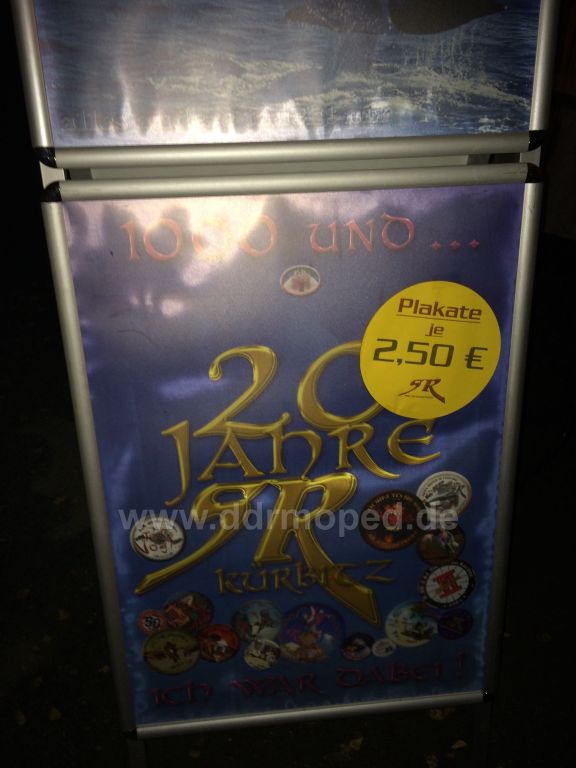 1000 UND...
Plakate
je
2,50 €
SR
20
JAHRE
SR
www.ddrmoped.de
KÜRBITZ
ICH WAR DABEI!